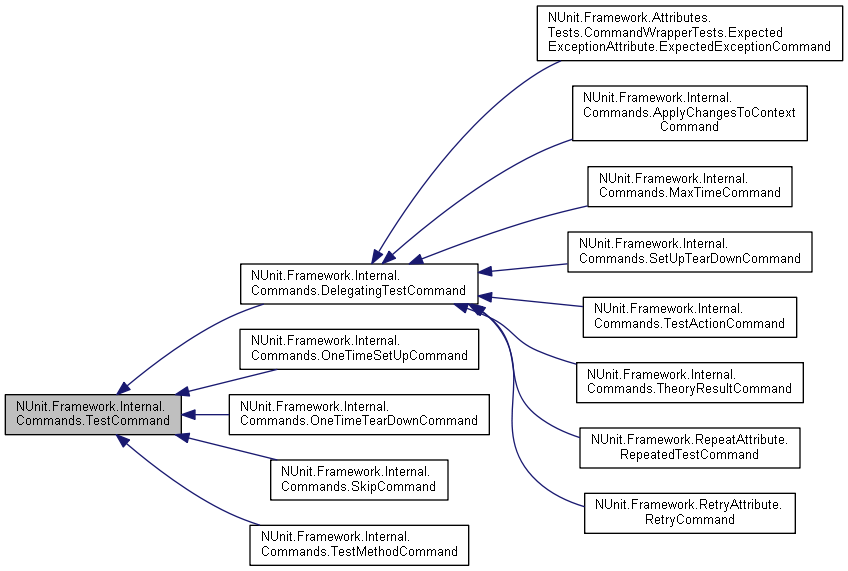 NUnit.Framework.Attributes.
Tests.CommandWrapperTests.Expected
ExceptionAttribute.ExpectedExceptionCommand
NUnit.Framework.Internal.
Commands.ApplyChangesToContext
Command
NUnit.Framework.Internal.
Commands.MaxTimeCommand
NUnit.Framework.Internal.
Commands.SetUpTearDownCommand
NUnit.Framework.Internal.
Commands.DelegatingTestCommand
NUnit.Framework.Internal.
Commands.TestActionCommand
NUnit.Framework.Internal.
Commands.OneTimeSetUpCommand
NUnit.Framework.Internal.
Commands.TheoryResultCommand
NUnit.Framework.Internal.
Commands.TestCommand
NUnit.Framework.Internal.
Commands.OneTimeTearDownCommand
NUnit.Framework.RepeatAttribute.
RepeatedTestCommand
NUnit.Framework.Internal.
Commands.SkipCommand
NUnit.Framework.RetryAttribute.
RetryCommand
NUnit.Framework.Internal.
Commands.TestMethodCommand